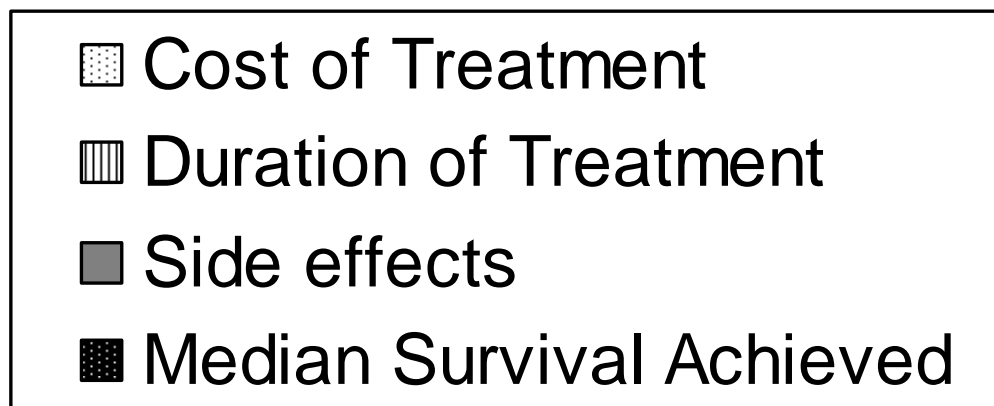 Cost of Treatment
Duration of Treatment
Side effects
Median Survival Achieved